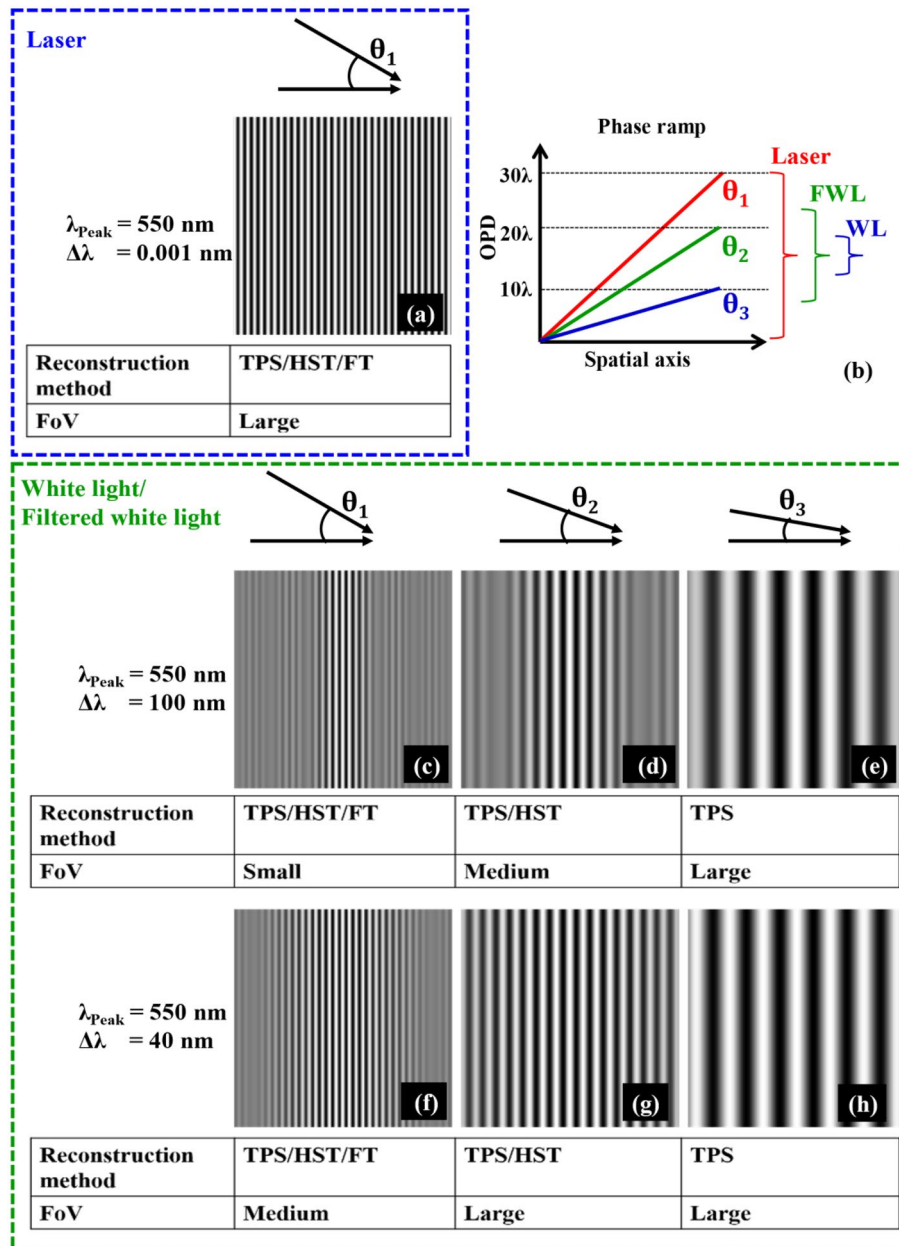 Laser
θ₁
λPeak = 550 nm
Δλ = 0.001 nm
(a)
Reconstruction method TPS/HST/FT
FoV Large
Phase ramp
OPD
30λ
20λ
10λ
θ₁
θ₂
θ₃
Laser
FWL
WL
Spatial axis
(b)
White light/
Filtered white light
θ₁ θ₂ θ₃
λPeak = 550 nm
Δλ = 100 nm
(c) (d) (e)
Reconstruction method TPS/HST/FT TPS/HST TPS
FoV Small Medium Large
λPeak = 550 nm
Δλ = 40 nm
(f) (g) (h)
Reconstruction method TPS/HST/FT TPS/HST TPS
FoV Medium Large Large